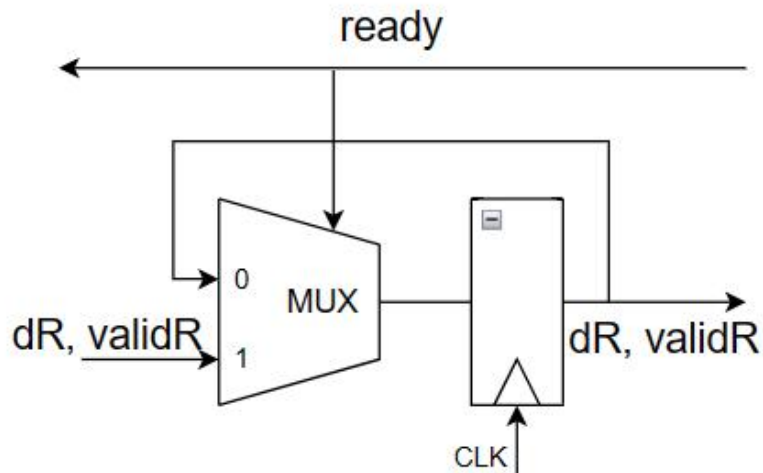 ready
0
MUX
dR, validR
1
dR, validR
CLK